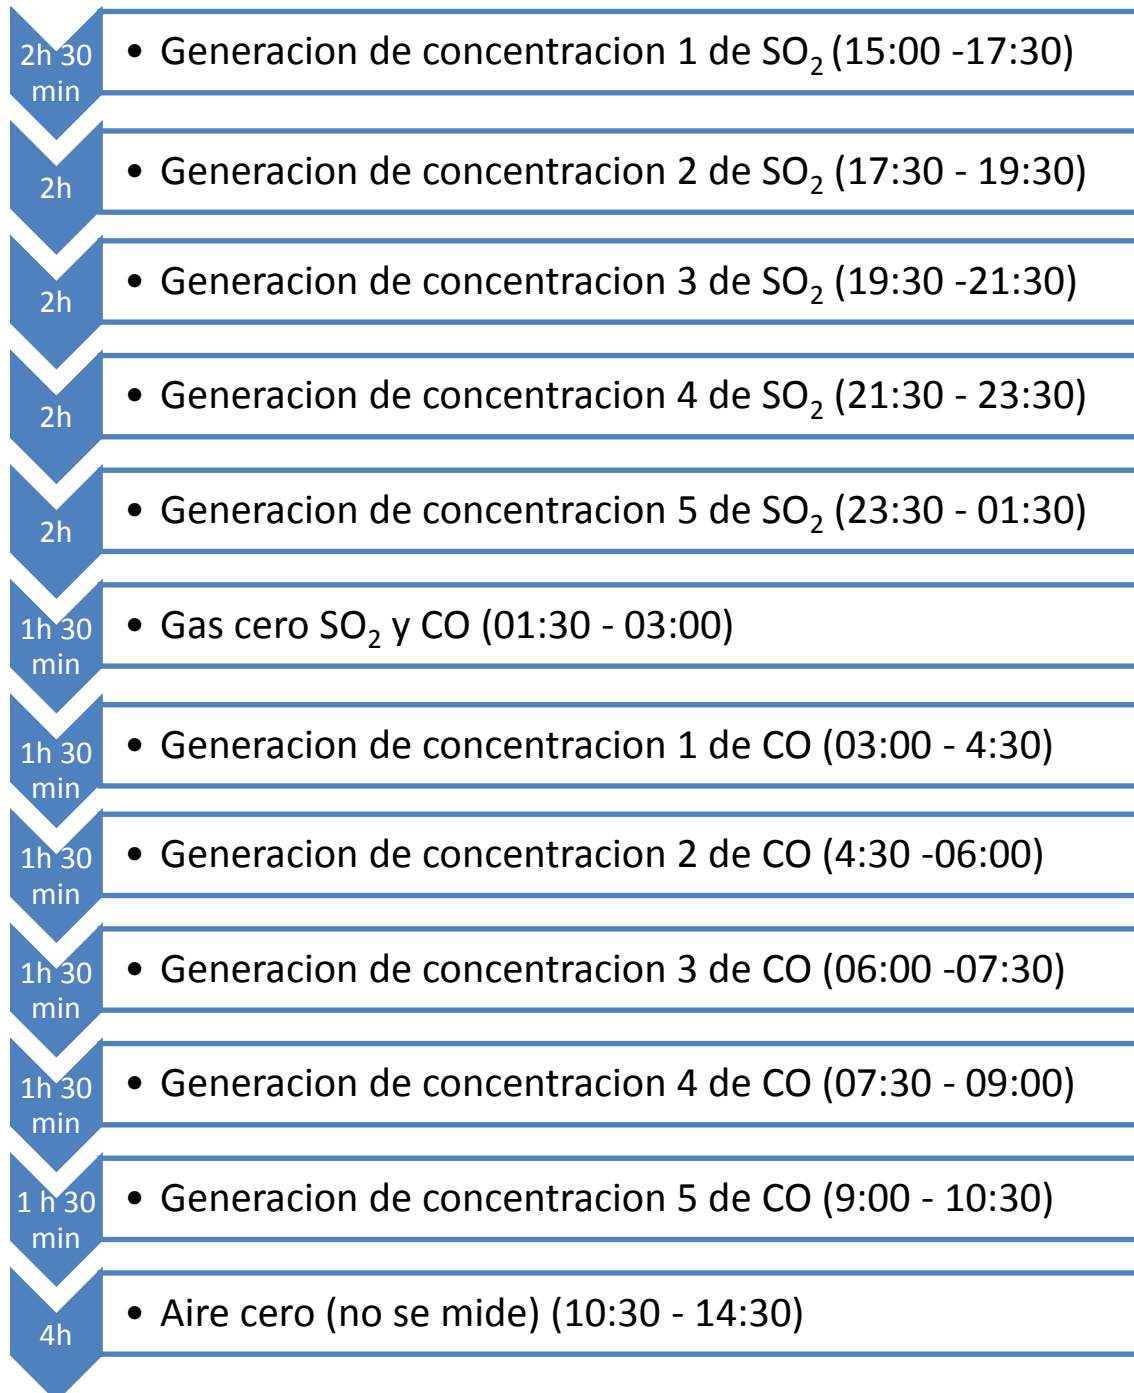 2h 30
min
• Generacion de concentracion 1 de SO₂ (15:00 -17:30)
2h
• Generacion de concentracion 2 de SO₂ (17:30 - 19:30)
2h
• Generacion de concentracion 3 de SO₂ (19:30 -21:30)
2h
• Generacion de concentracion 4 de SO₂ (21:30 - 23:30)
2h
• Generacion de concentracion 5 de SO₂ (23:30 - 01:30)
1h 30
min
• Gas cero SO₂ y CO (01:30 - 03:00)
1h 30
min
• Generacion de concentracion 1 de CO (03:00 - 4:30)
1h 30
min
• Generacion de concentracion 2 de CO (4:30 -06:00)
1h 30
min
• Generacion de concentracion 3 de CO (06:00 -07:30)
1h 30
min
• Generacion de concentracion 4 de CO (07:30 - 09:00)
1 h 30
min
• Generacion de concentracion 5 de CO (9:00 - 10:30)
4h
• Aire cero (no se mide) (10:30 - 14:30)